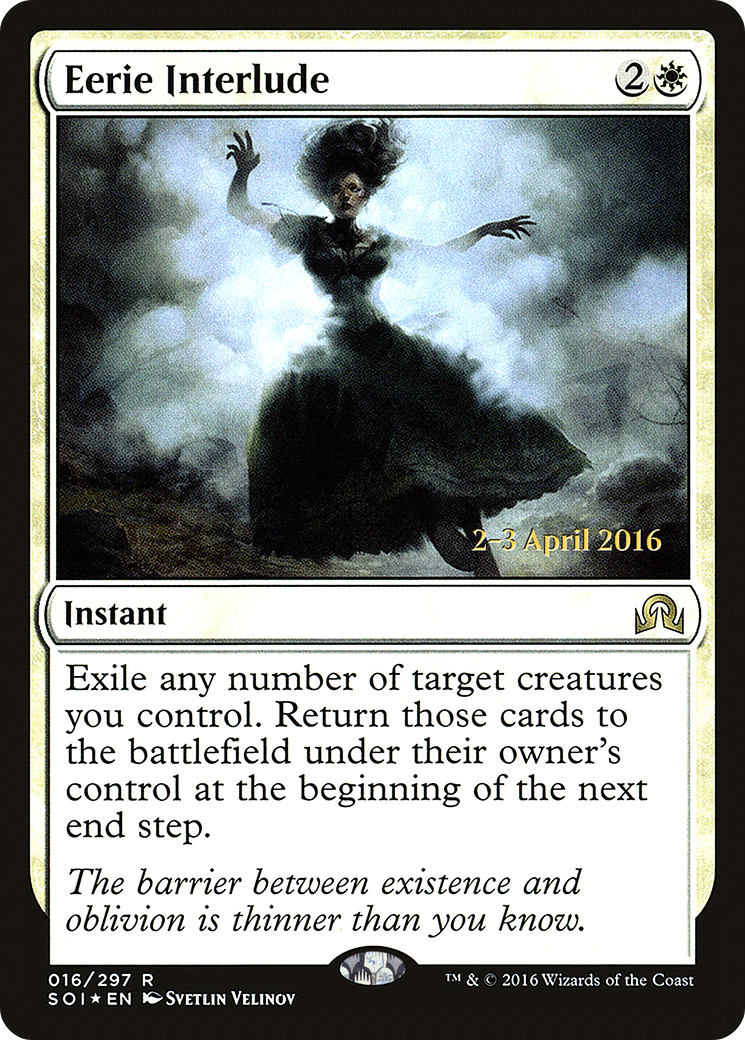 Eerie Interlude 2
2-3 April 2016
Instant
Exile any number of target creatures
you control. Return those cards to
the battlefield under their owner's
control at the beginning of the next
end step.
The barrier between existence and
oblivion is thinner than you know.
016/297 R
SOI★EN Svetlin Velinov
™ & © 2016 Wizards of the Coast